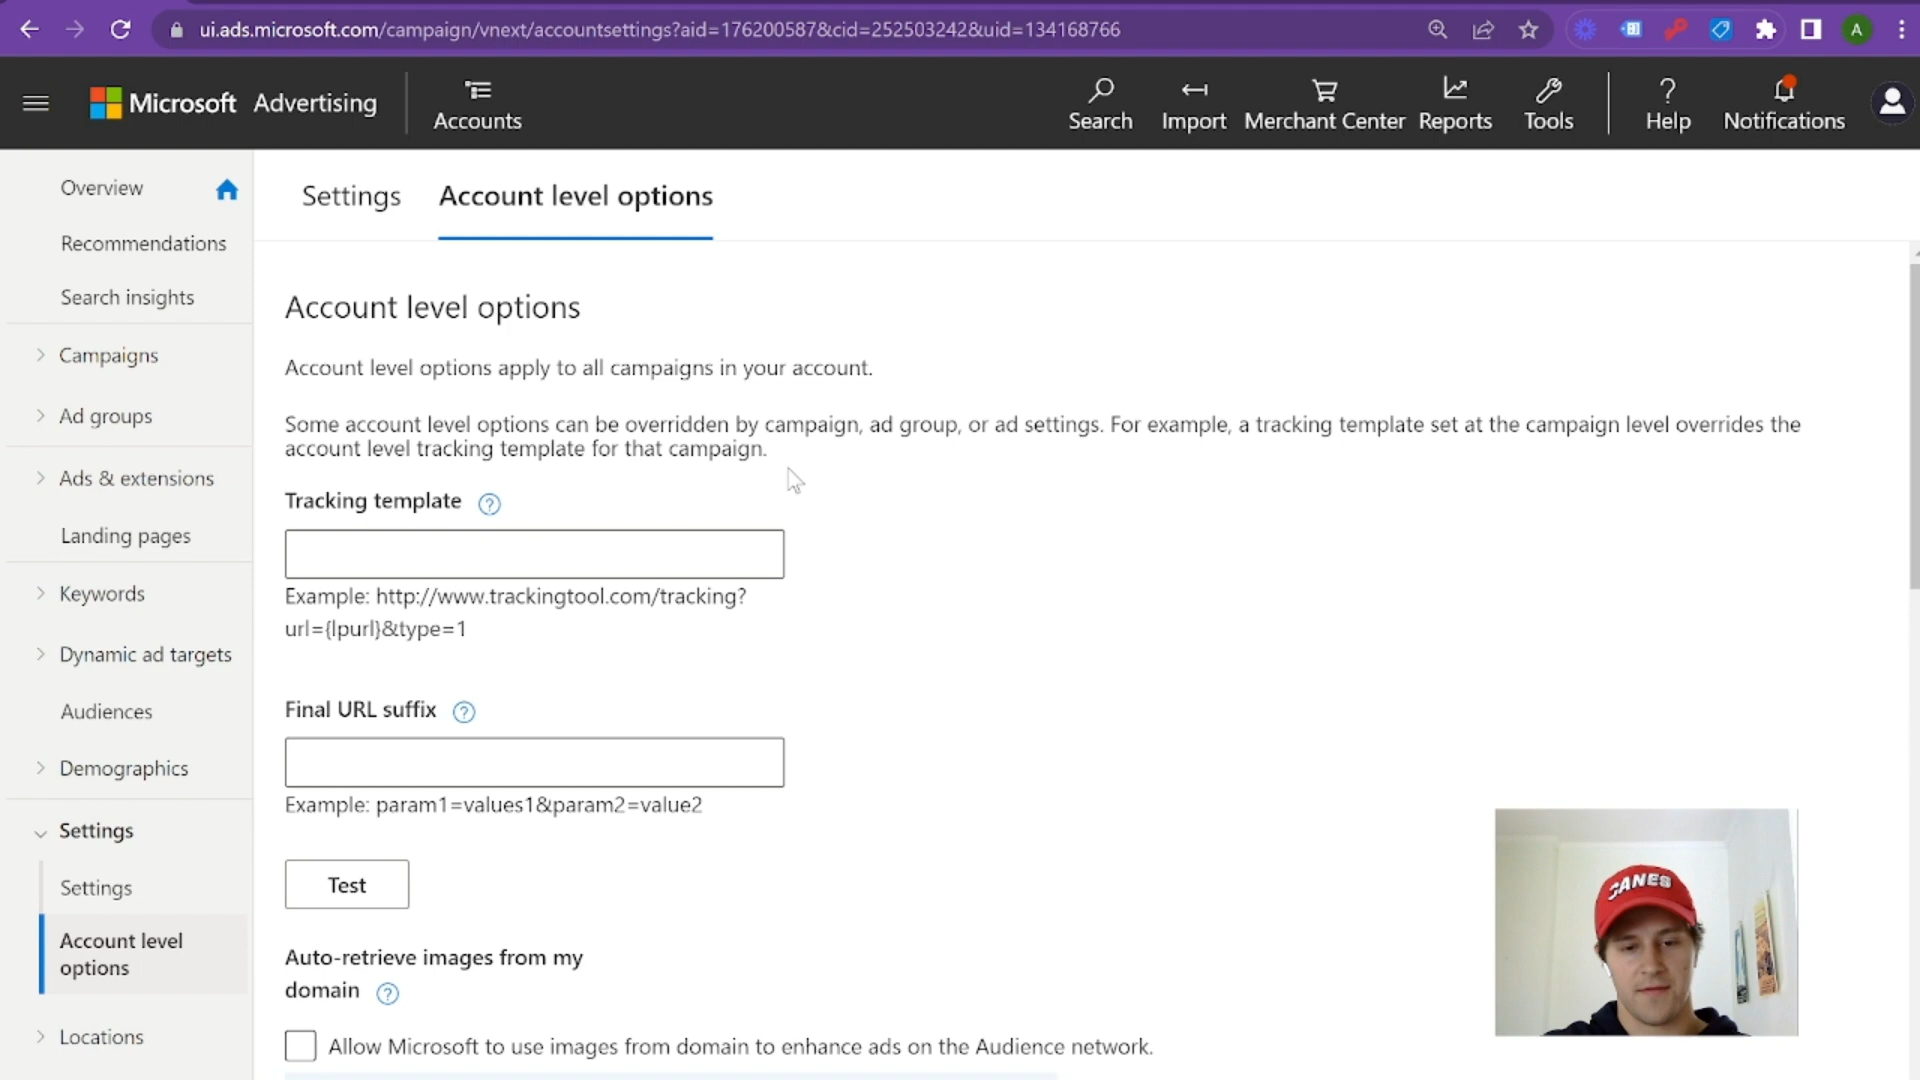 ui.ads.microsoft.com/campaign/vnext/accountsettings?aid=176200587&cid=252503242&uid=134168766
A
Microsoft Advertising
Accounts
Search
Import
Merchant Center
Reports
Tools
?
Help
Notifications
Overview
Recommendations
Search insights
Campaigns
Ad groups
Ads & extensions
Landing pages
Keywords
Dynamic ad targets
Audiences
Demographics
Settings
Settings
Account level
options
Locations
Settings
Account level options
Account level options
Account level options apply to all campaigns in your account.
Some account level options can be overridden by campaign, ad group, or ad settings. For example, a tracking template set at the campaign level overrides the
account level tracking template for that campaign.
Tracking template ?
Example: http://www.trackingtool.com/tracking?
url={lpurl}&type=1
Final URL suffix ?
Example: param1=values1&param2=value2
Test
Auto-retrieve images from my
domain ?
Allow Microsoft to use images from domain to enhance ads on the Audience network.
CANES